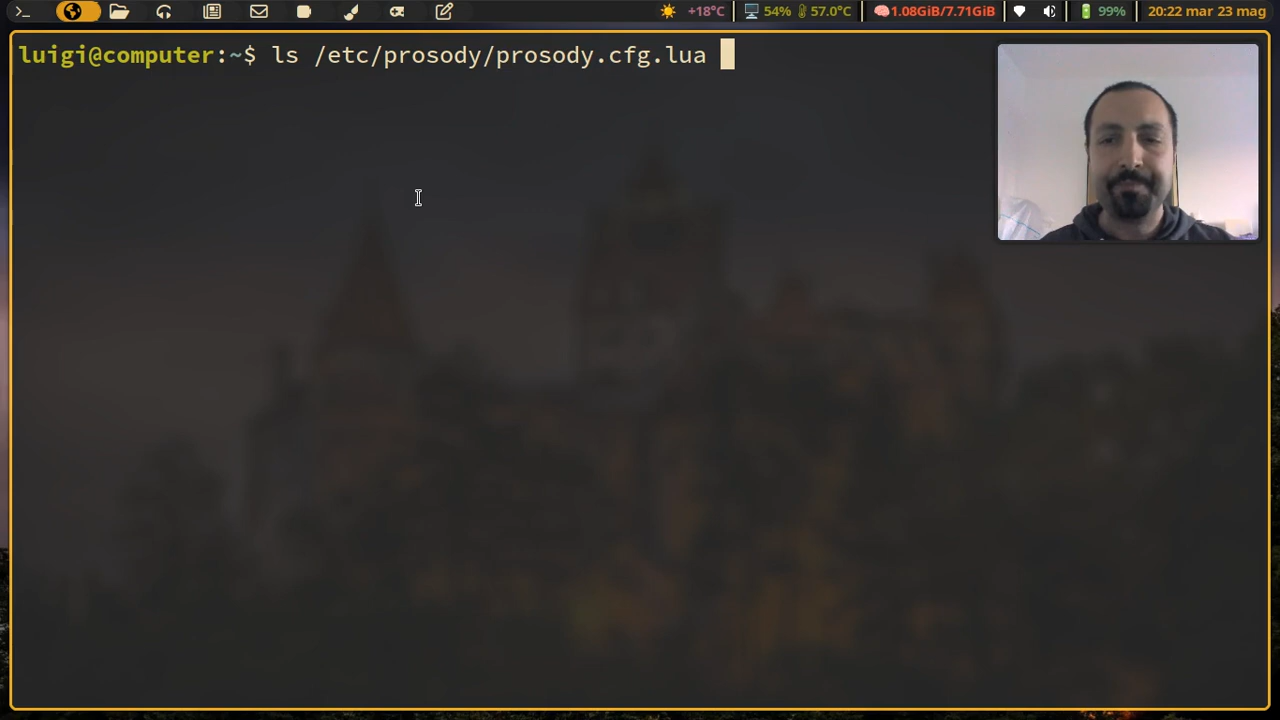 +18°C 54% 57.0°C 1.08GiB/7.71GiB 99% 20:22 mar 23 mag
luigi@computer:~$ ls /etc/prosody/prosody.cfg.lua